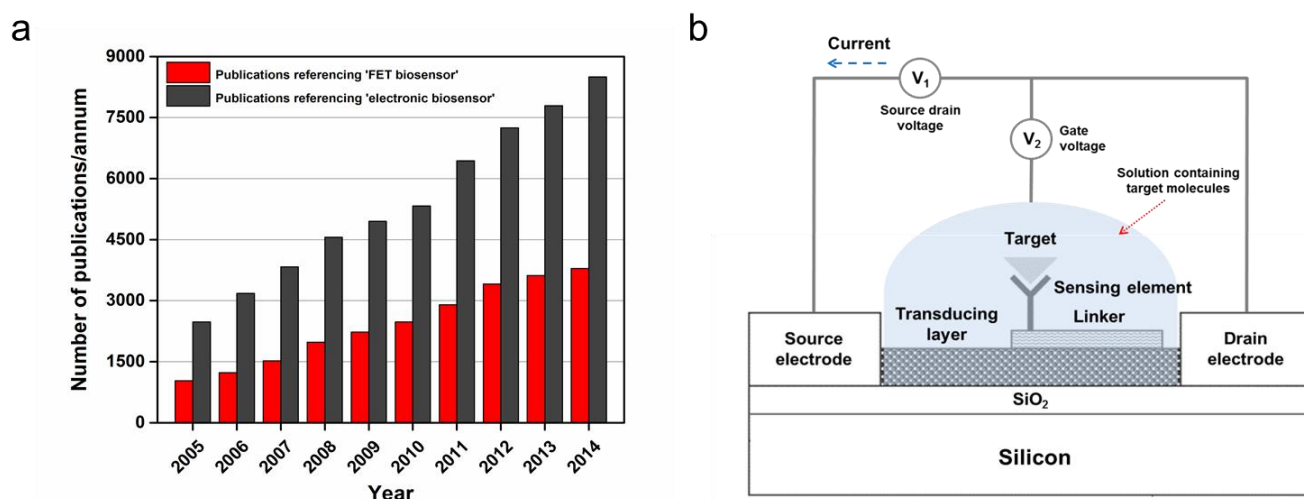 a
Number of publications/annum
9000
7500
6000
4500
3000
1500
0
Publications referencing 'FET biosensor'
Publications referencing 'electronic biosensor'
2005
2006
2007
2008
2009
2010
2011
2012
2013
2014
Year
b
Current
V₁
Source drain
voltage
V₂
Gate
voltage
Solution containing
target molecules
Target
Sensing element
Transducing
layer
Linker
Source
electrode
Drain
electrode
SiO₂
Silicon